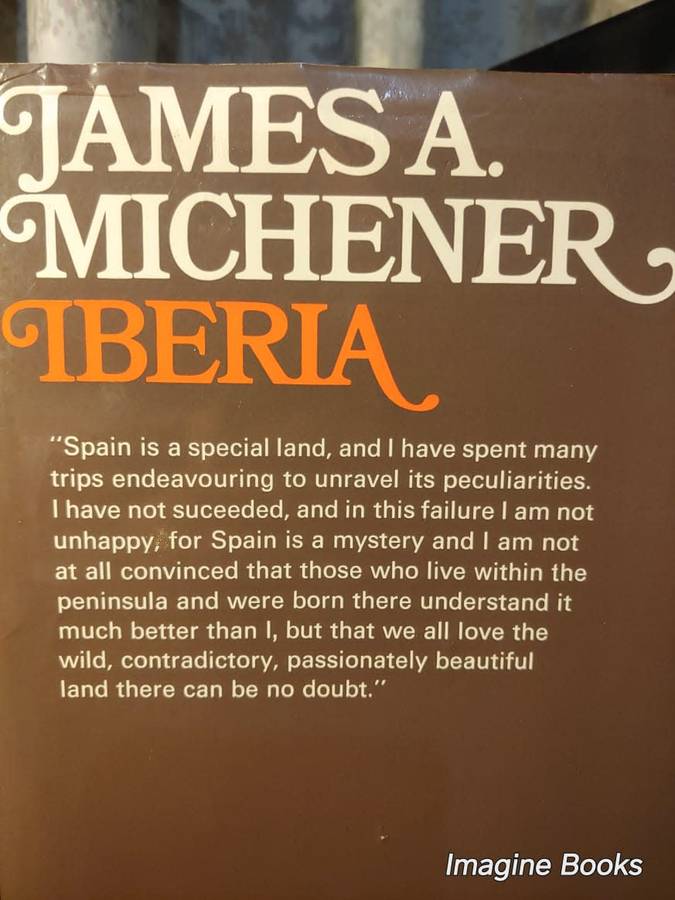 JAMES A.
MICHENER
IBERIA
“Spain is a special land, and I have spent many
trips endeavouring to unravel its peculiarities.
I have not suceeded, and in this failure I am not
unhappy, for Spain is a mystery and I am not
at all convinced that those who live within the
peninsula and were born there understand it
much better than I, but that we all love the
wild, contradictory, passionately beautiful
land there can be no doubt.”
Imagine Books